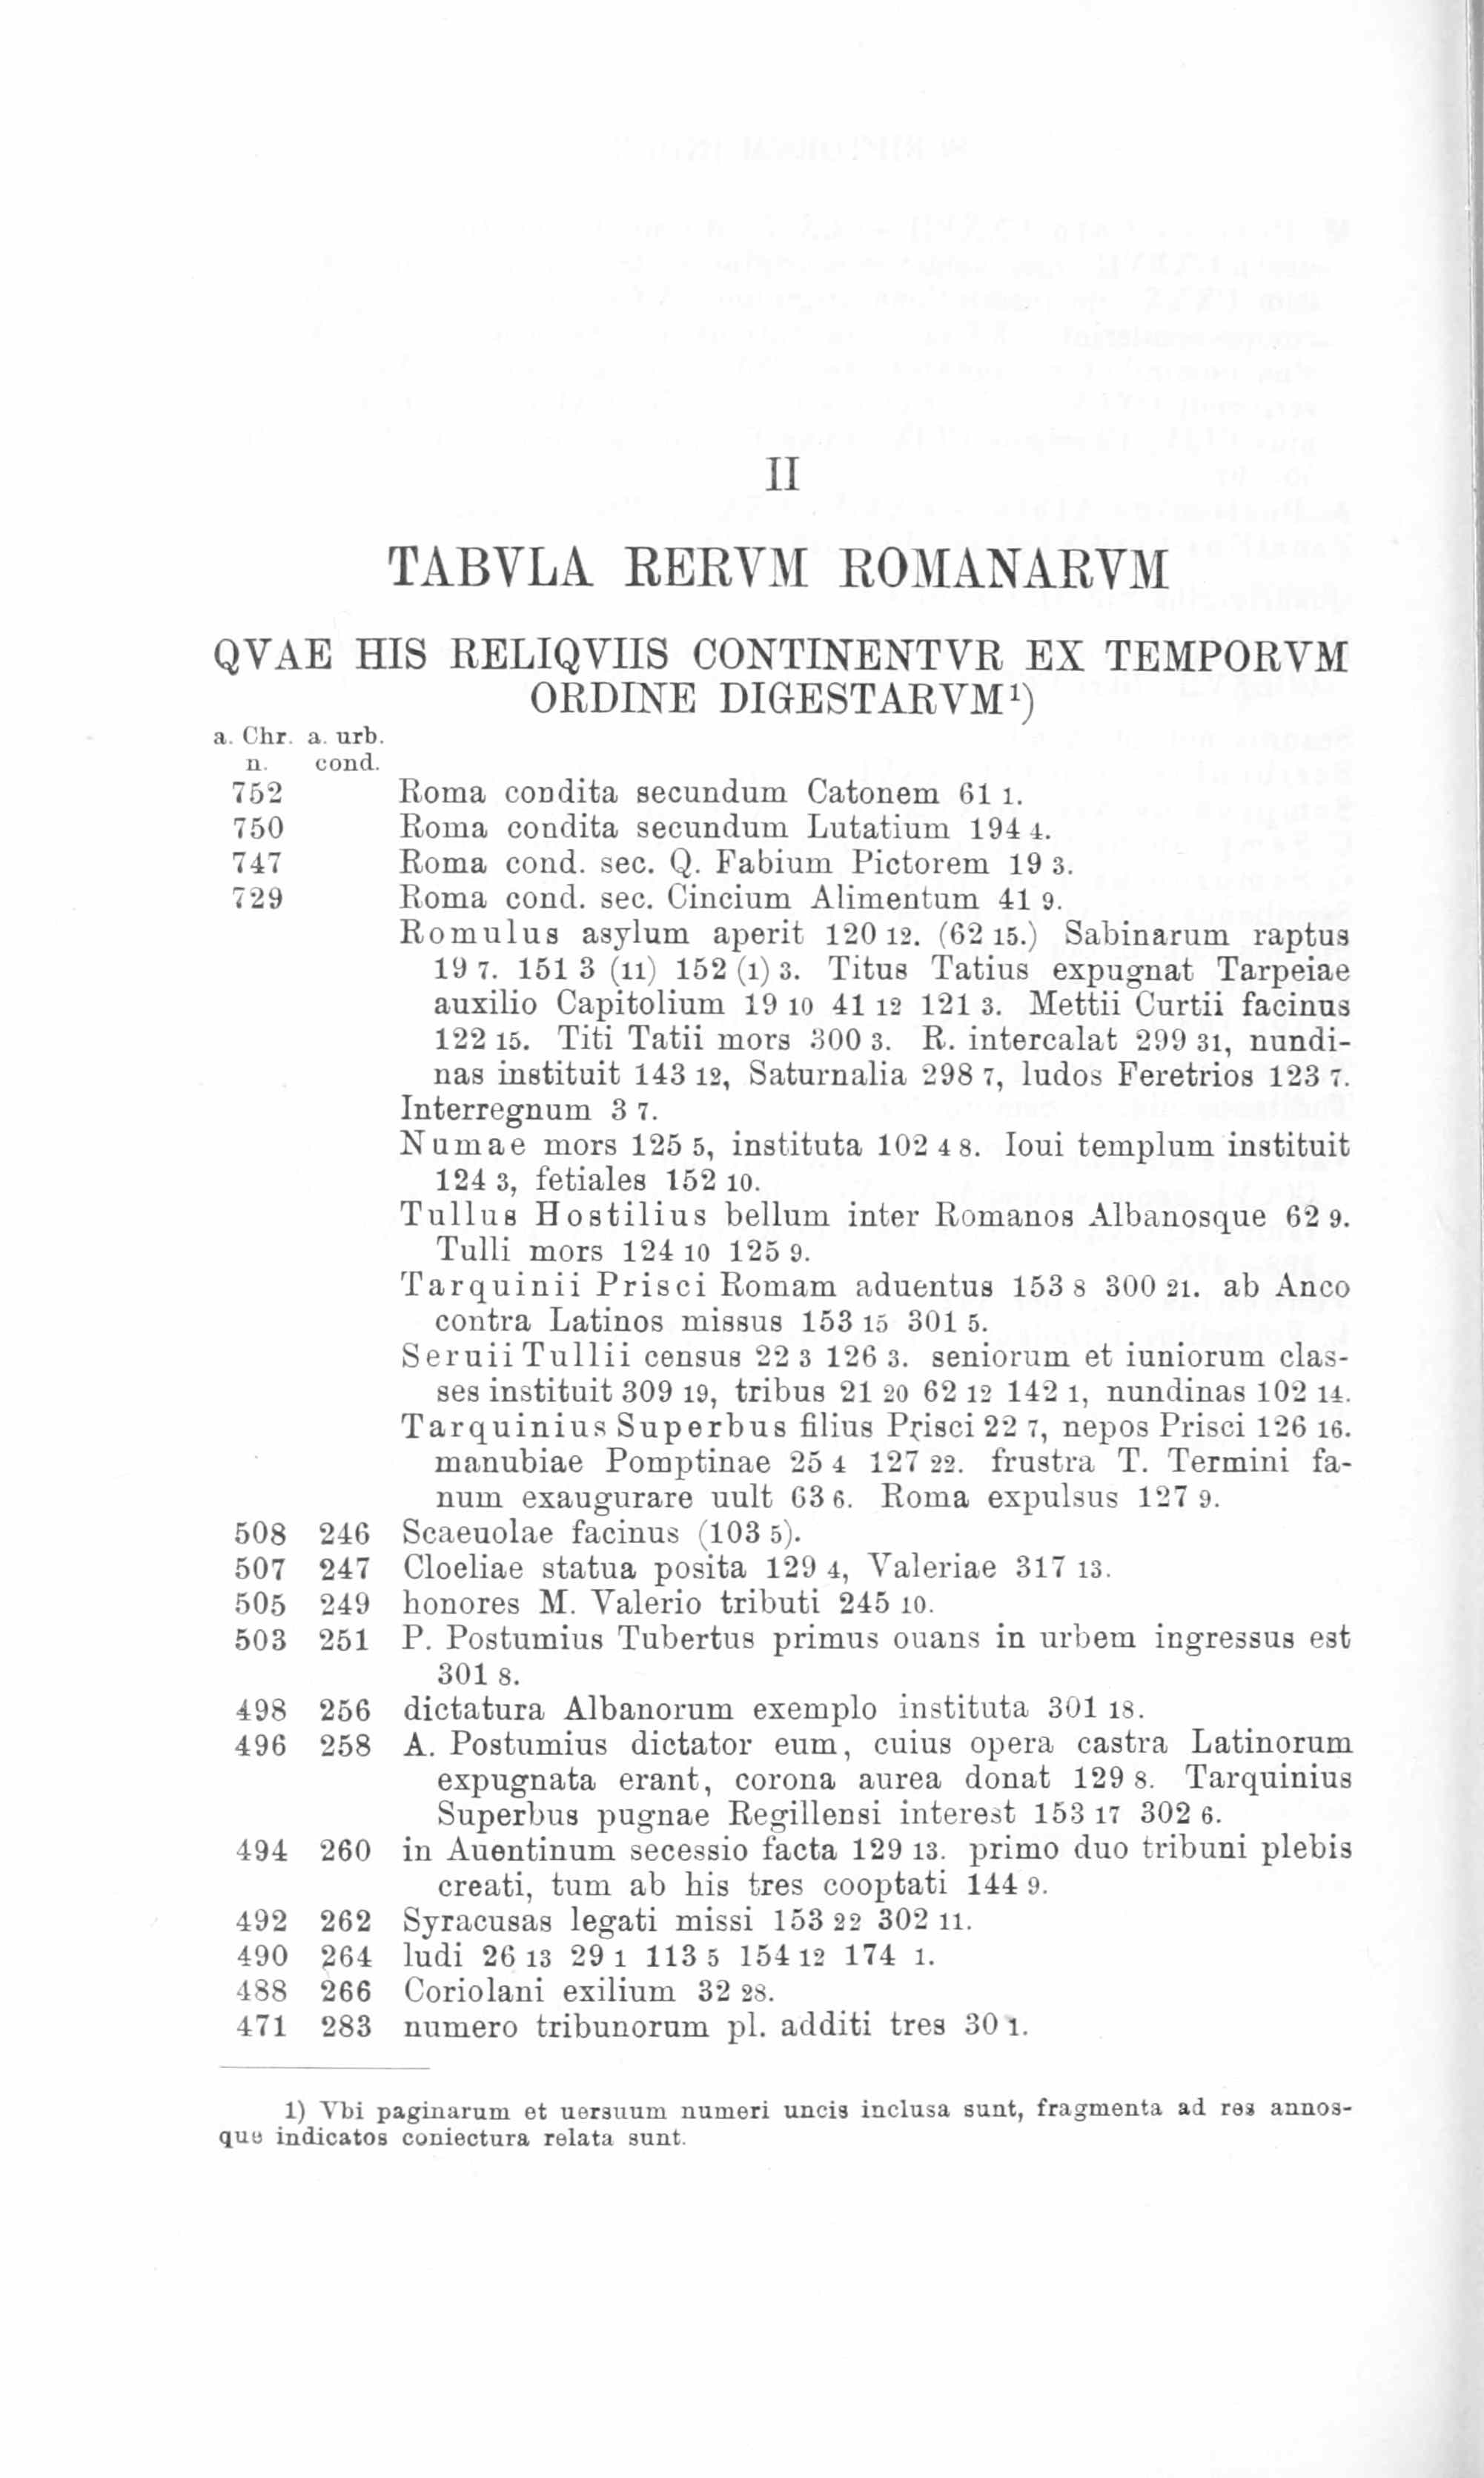 II
TABVLA RERVM ROMANARVM
QVAE HIS RELIQVIIS CONTINENTVR EX TEMPORVM
ORDINE DIGESTARVM¹)
a. Chr. a. urb.
n. cond.
752 Roma condita secundum Catonem 61 1.
750 Roma condita secundum Lutatium 194 4.
747 Roma cond. sec. Q. Fabium Pictorem 19 3.
729 Roma cond. sec. Cincium Alimentum 41 9.
Romulus asylum aperit 120 12. (62 15.) Sabinarum raptus
19 7. 151 3 (11) 152 (1) 3. Titus Tatius expugnat Tarpeiae
auxilio Capitolium 19 10 41 12 121 3. Mettii Curtii facinus
122 15. Titi Tatii mors 300 3. R. intercalat 299 31, nundi-
nas instituit 143 12, Saturnalia 298 7, ludos Feretrios 123 7.
Interregnum 3 7.
Numae mors 125 5, instituta 102 4 8. Ioui templum instituit
124 3, fetiales 152 10.
Tullus Hostilius bellum inter Romanos Albanosque 62 9.
Tulli mors 124 10 125 9.
Tarquinii Prisci Romam aduentus 153 8 300 21. ab Anco
contra Latinos missus 153 15 301 5.
Seruii Tullii census 22 3 126 3. seniorum et iuniorum clas-
ses instituit 309 19, tribus 21 20 62 12 142 1, nundinas 102 14.
Tarquinius Superbus filius Prisci 22 7, nepos Prisci 126 16.
manubiae Pomptinae 25 4 127 22. frustra T. Termini fa-
num exaugurare uult 63 6. Roma expulsus 127 9.
508 246 Scaeuolae facinus (103 5).
507 247 Cloeliae statua posita 129 4, Valeriae 317 13.
505 249 honores M. Valerio tributi 245 10.
503 251 P. Postumius Tubertus primus ouans in urbem ingressus est
301 8.
498 256 dictatura Albanorum exemplo instituta 301 18.
496 258 A. Postumius dictator eum, cuius opera castra Latinorum
expugnata erant, corona aurea donat 129 8. Tarquinius
Superbus pugnae Regillensi interest 153 17 302 6.
494 260 in Auentinum secessio facta 129 13. primo duo tribuni plebis
creati, tum ab his tres cooptati 144 9.
492 262 Syracusas legati missi 153 22 302 11.
490 264 ludi 26 13 29 1 113 5 154 12 174 1.
488 266 Coriolani exilium 32 28.
471 283 numero tribunorum pl. additi tres 30 1.
1) Vbi paginarum et uersuum numeri uncis inclusa sunt, fragmenta ad res annos-
que indicatos coniectura relata sunt.